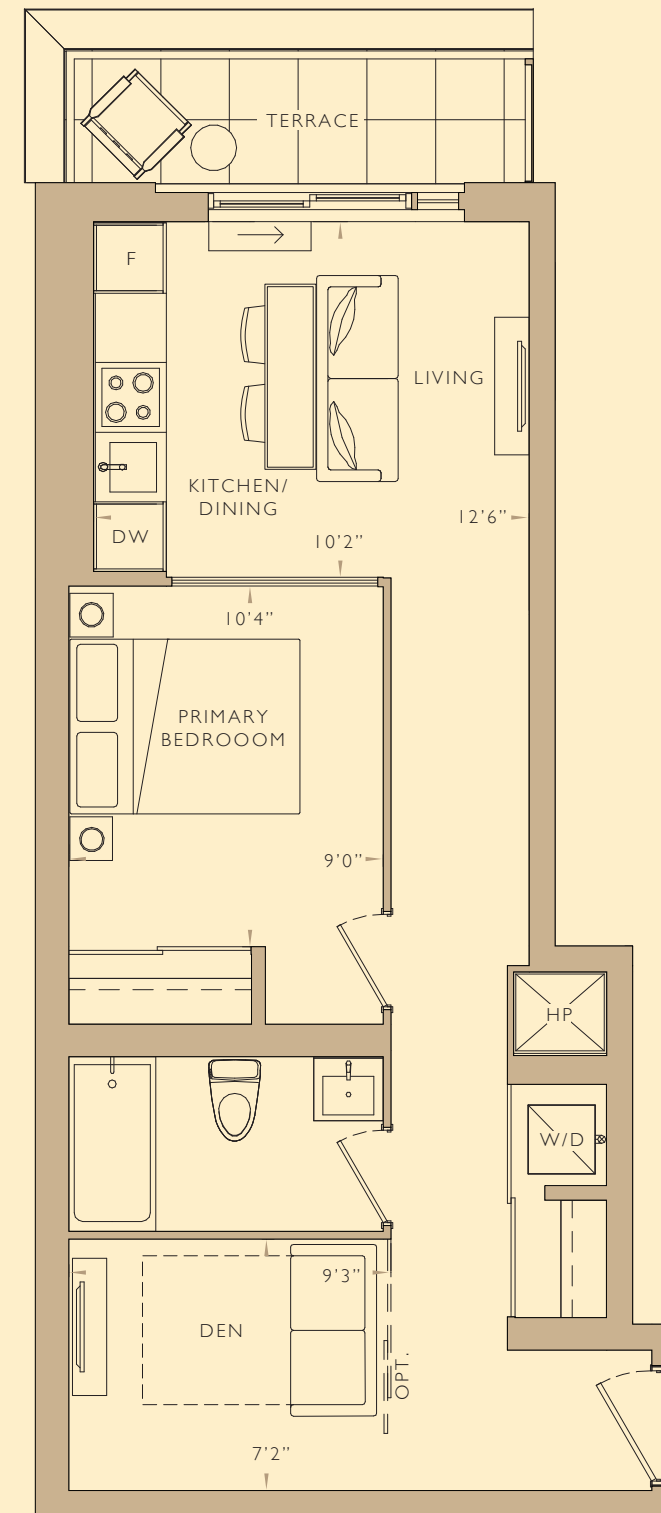 TERRACE
F
LIVING
KITCHEN/
DINING
12'6"
DW
10'2"
10'4"
PRIMARY
BEDROOOM
9'0"
HP
W/D
9'3"
DEN
OPT.
7'2"